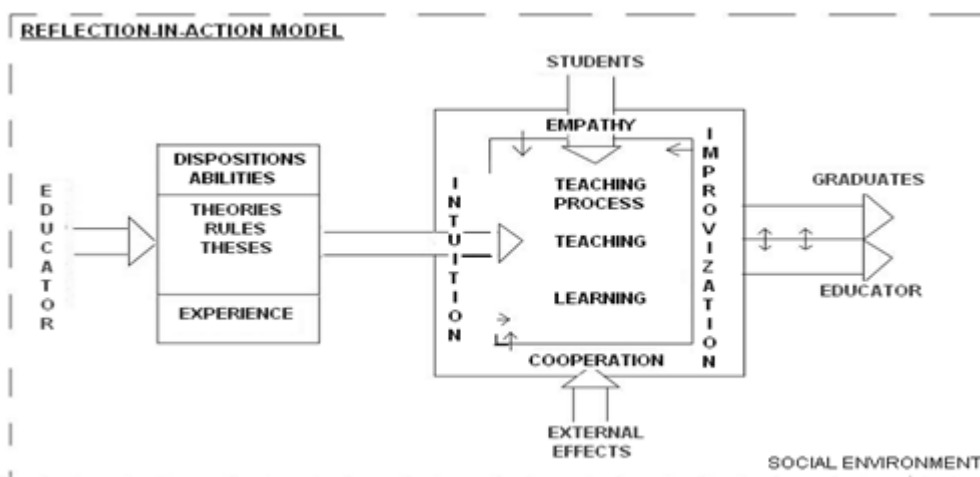 REFLECTION-IN-ACTION MODEL
STUDENTS
EMPATHY
EDUCATOR
DISPOSITIONS
ABILITIES
THEORIES
RULES
THESES
EXPERIENCE
INTUITION
TEACHING
PROCESS
TEACHING
LEARNING
IMPROVIZATION
COOPERATION
GRADUATES
EDUCATOR
EXTERNAL
EFFECTS
SOCIAL ENVIRONMENT